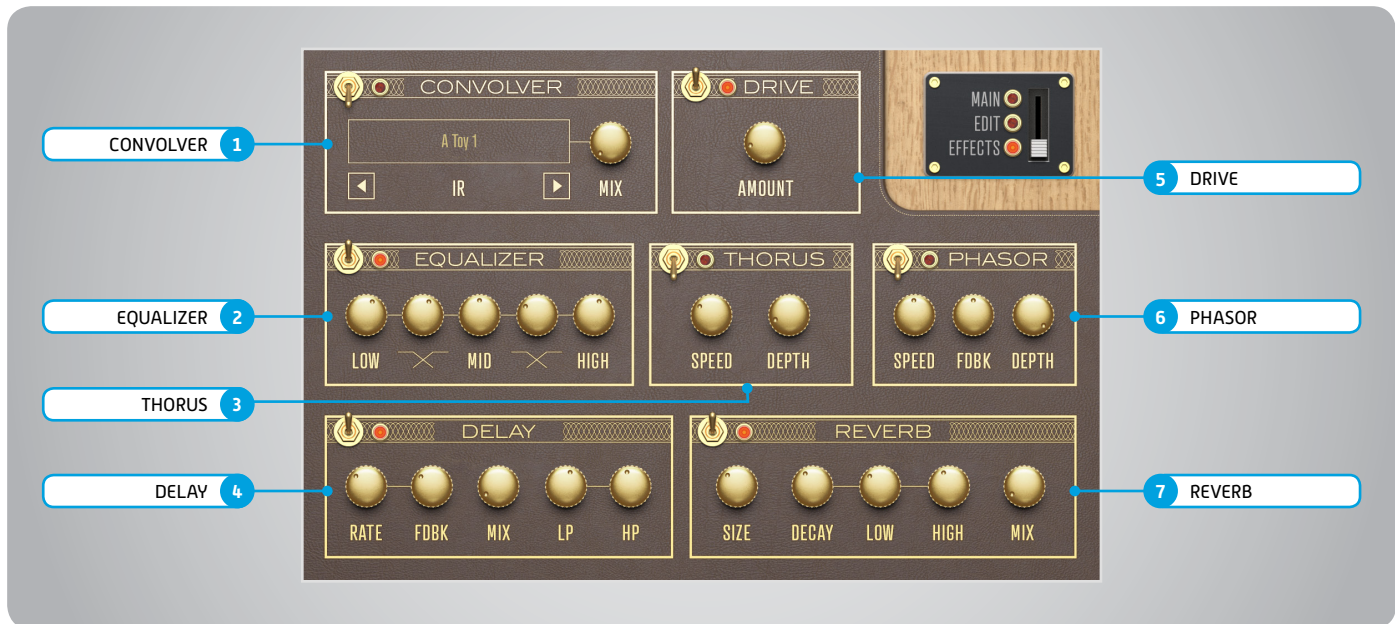 CONVOLVER
DRIVE
MAIN
EDIT
EFFECTS
CONVOLVER 1
A Toy 1
IR
MIX
AMOUNT
5 DRIVE
EQUALIZER
THORUS
PHASOR
EQUALIZER 2
LOW
MID
HIGH
SPEED
DEPTH
SPEED
FDBK
DEPTH
6 PHASOR
THORUS 3
DELAY
REVERB
DELAY 4
RATE
FDBK
MIX
LP
HP
SIZE
DECAY
LOW
HIGH
MIX
7 REVERB